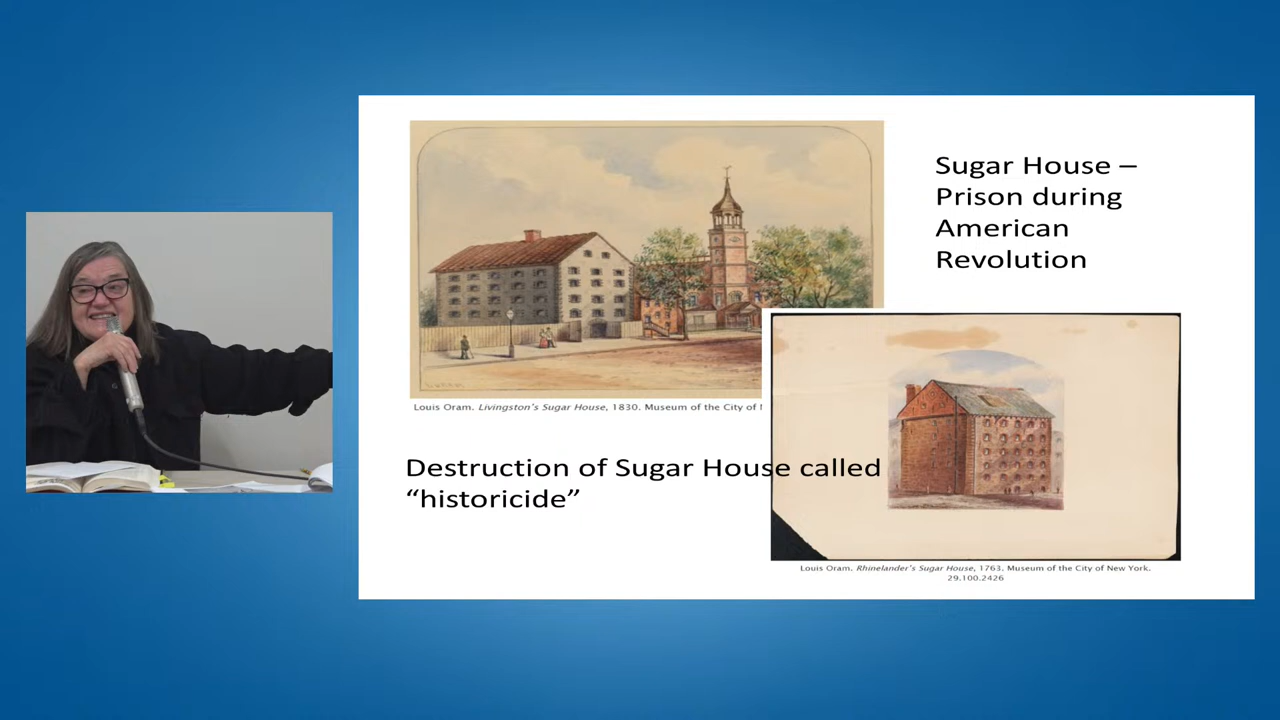 Sugar House –
Prison during
American
Revolution
Louis Oram. Livingston's Sugar House, 1830. Museum of the City of
Destruction of Sugar House called
“historicide”
Louis Oram. Rhinelander's Sugar House, 1763. Museum of the City of New York.
29.100.2426